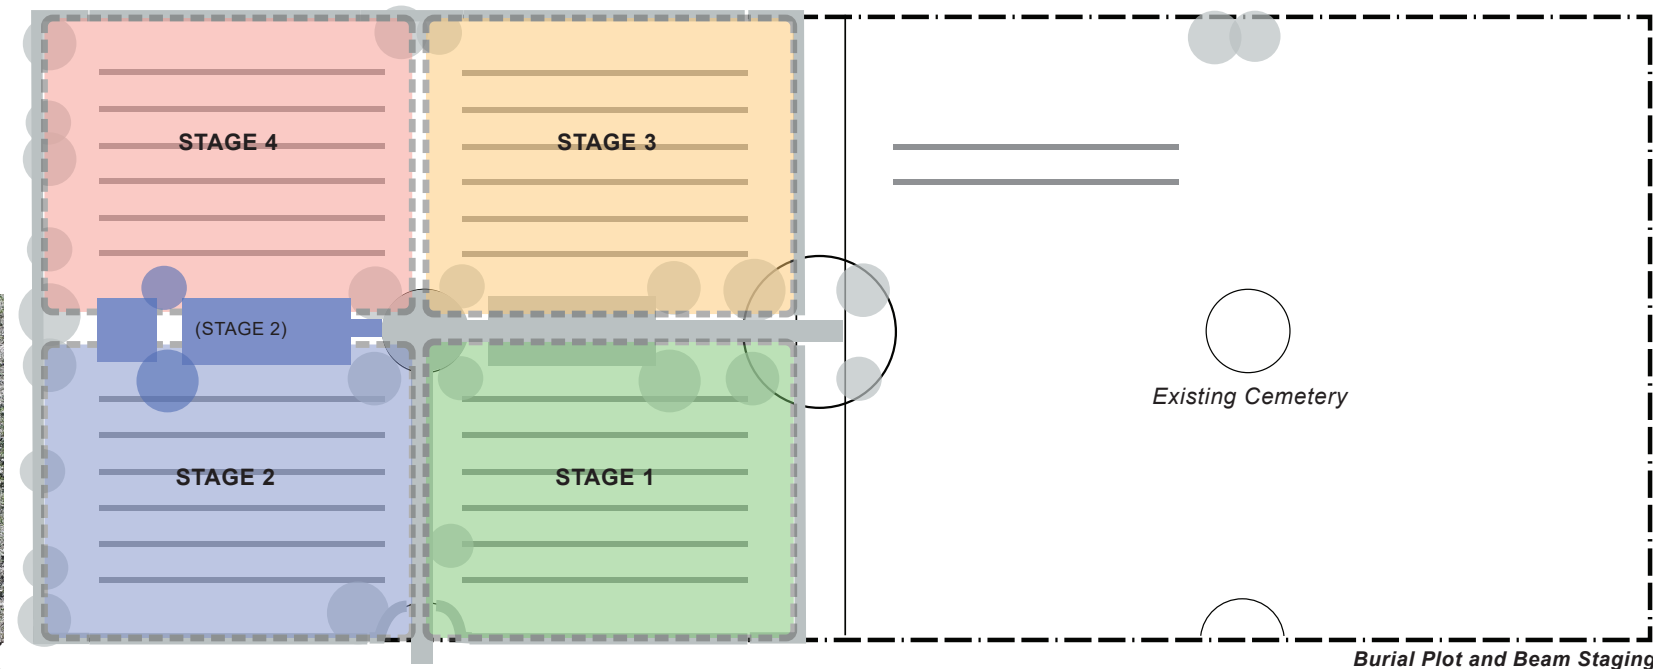 STAGE 4
STAGE 3
(STAGE 2)
Existing Cemetery
STAGE 2
STAGE 1
Burial Plot and Beam Staging